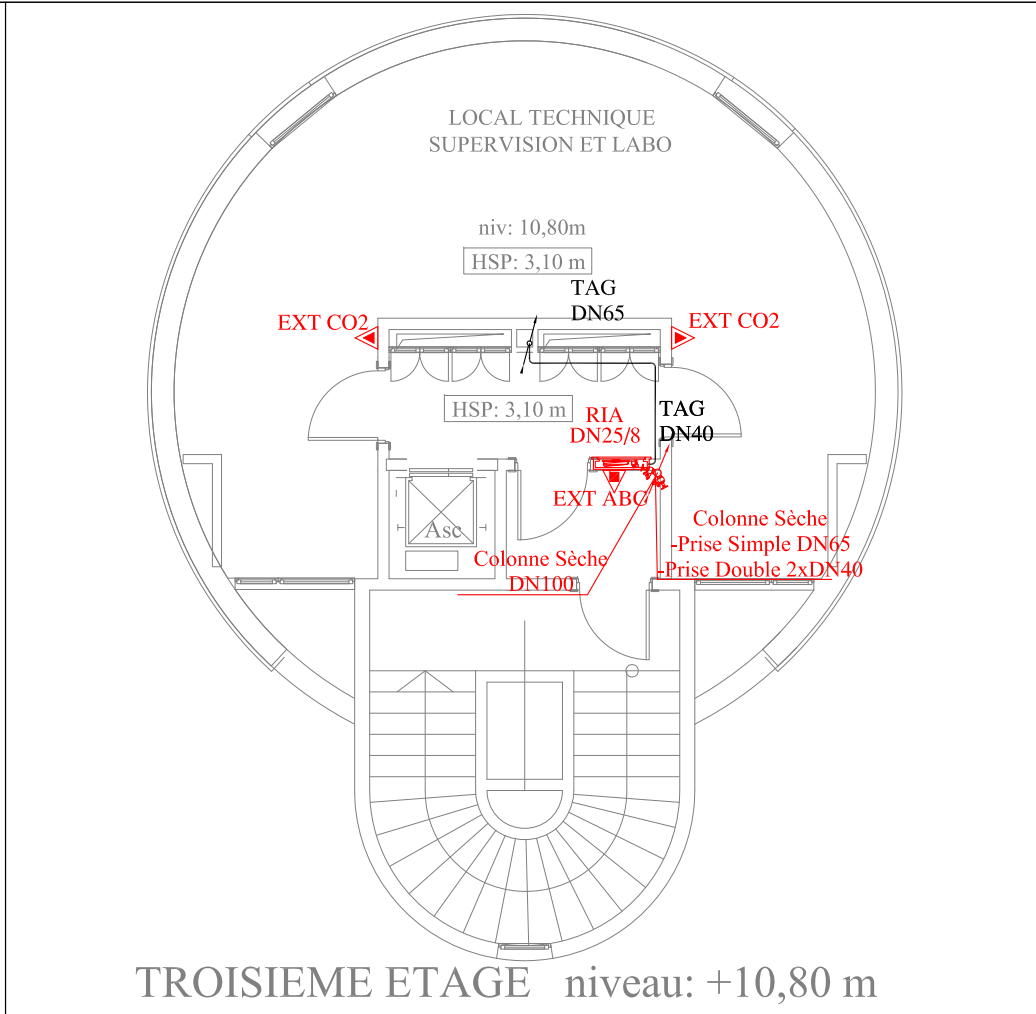 LOCAL TECHNIQUE
SUPERVISION ET LABO
niv: 10,80m
HSP: 3,10 m
TAG
DN65
EXT CO2
EXT CO2
HSP: 3,10 m
RIA
DN25/8
TAG
DN40
EXT ABC
Asc
Colonne Sèche
DN100
Colonne Sèche
-Prise Simple DN65
-Prise Double 2xDN40
TROISIEME ETAGE niveau: +10,80 m